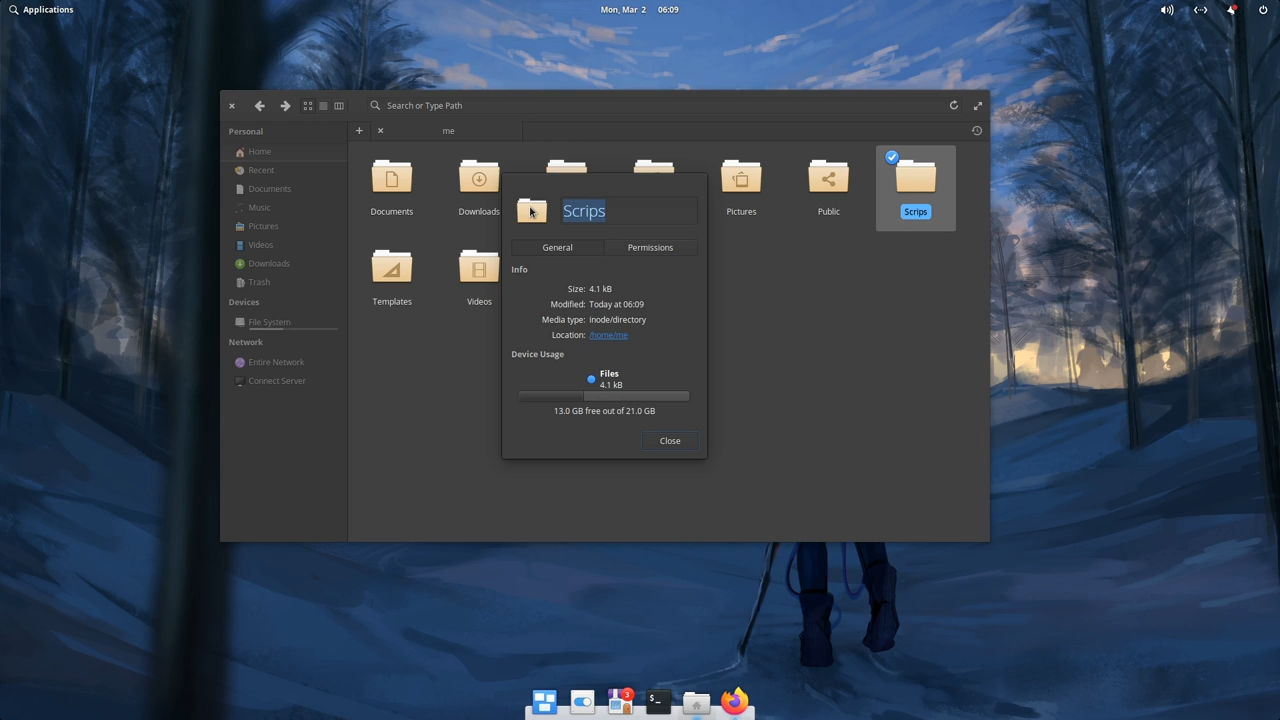 Applications
Mon, Mar 2 06:09
Search or Type Path
Personal
me
Home
Recent
Documents
Music
Pictures
Videos
Downloads
Trash
Devices
File System
Network
Entire Network
Connect Server
Documents
Downloads
Pictures
Public
Scrips
Templates
Videos
Scrips
General
Permissions
Info
Size: 4.1 kB
Modified: Today at 06:09
Media type: inode/directory
Location: /home/me
Device Usage
Files
4.1 kB
13.0 GB free out of 21.0 GB
Close
3
>_